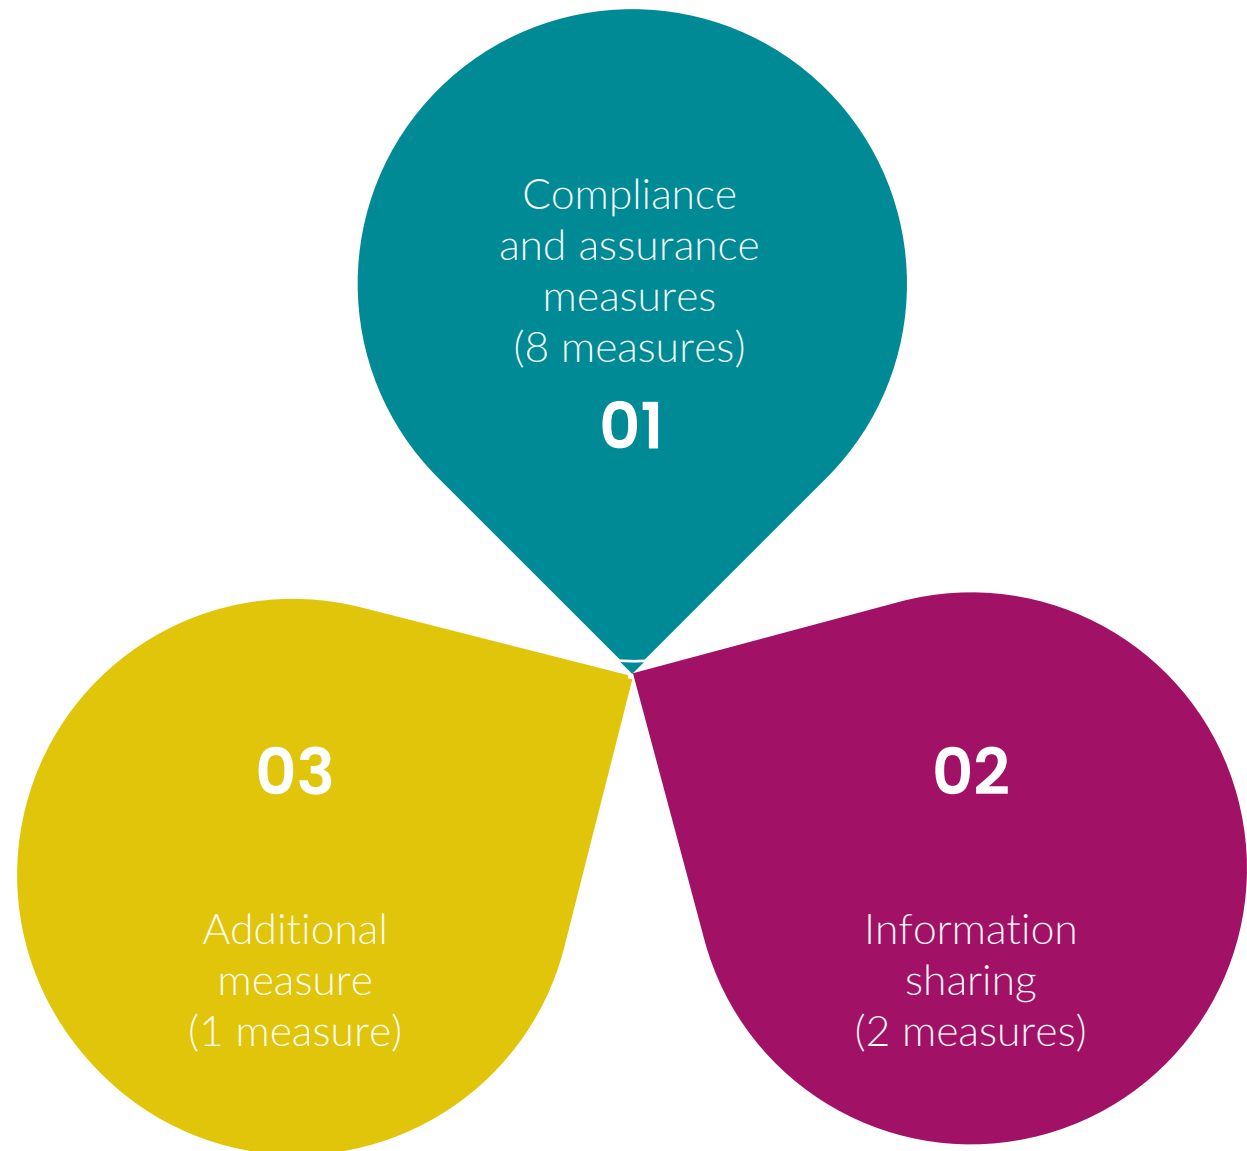 Compliance
and assurance
measures
(8 measures)
01
02
Information
sharing
(2 measures)
03
Additional
measure
(1 measure)